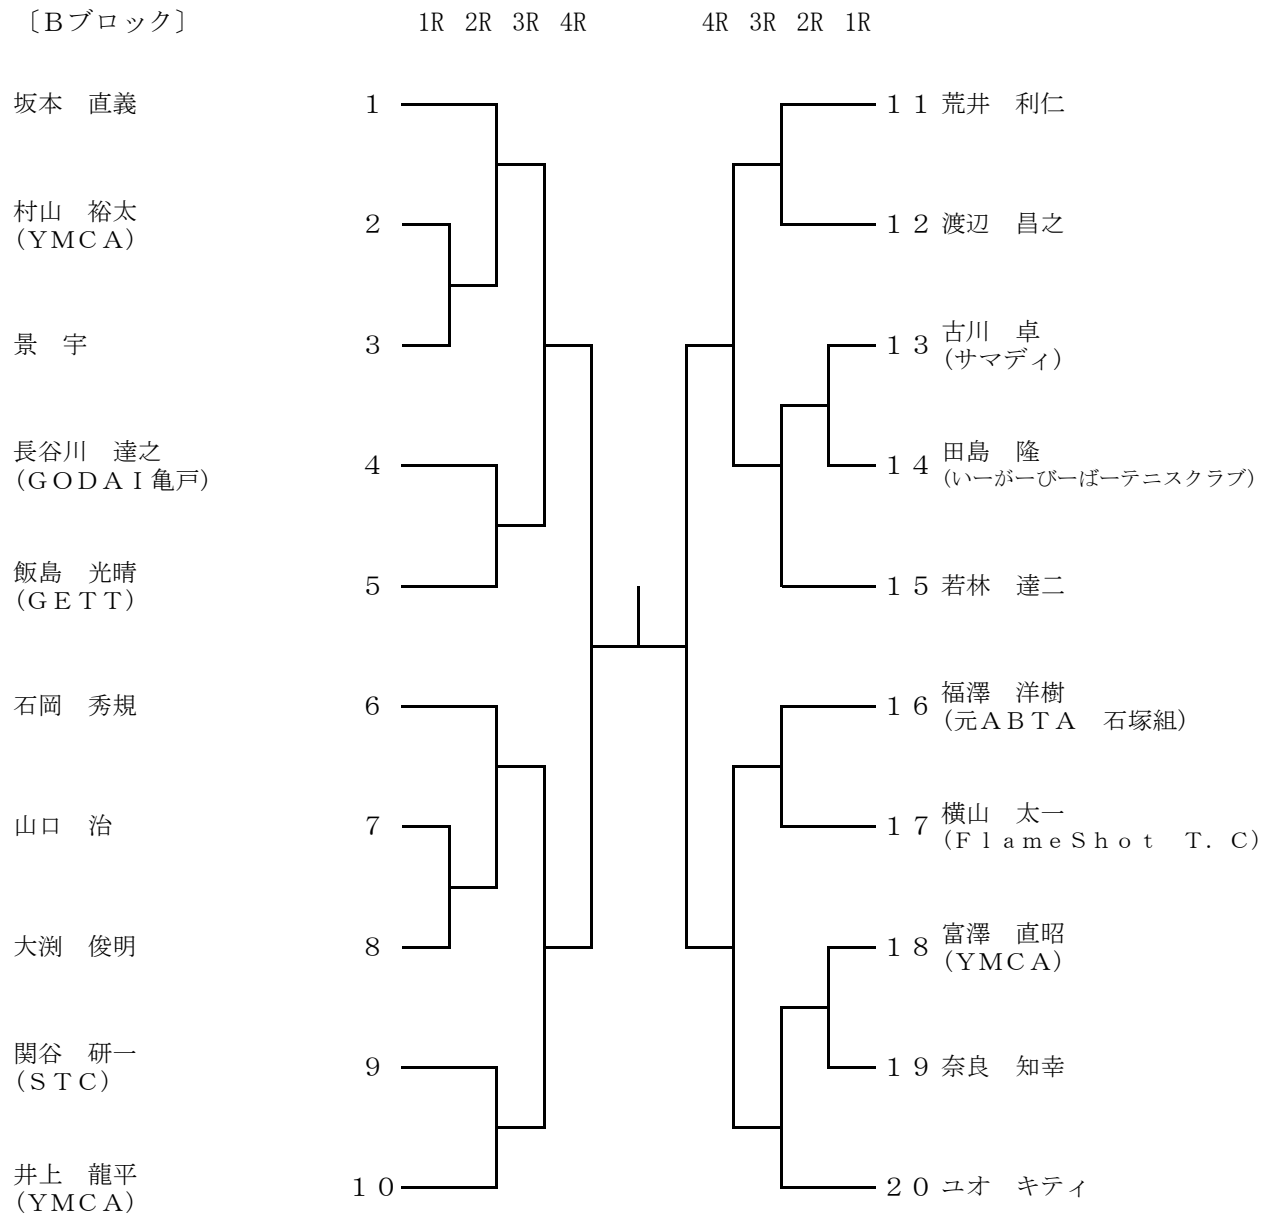 〔Bブロック〕
1R 2R 3R 4R
4R 3R 2R 1R
坂本　直義
1
村山　裕太
(YMCA)
2
景　宇
3
長谷川　達之
(GODAI亀戸)
4
飯島　光晴
(GETT)
5
石岡　秀規
6
山口　治
7
大渕　俊明
8
関谷　研一
(STC)
9
井上　龍平
(YMCA)
10
11 荒井　利仁
12 渡辺　昌之
13
古川　卓
(サマディ)
14
田島　隆
(いーがーびーばーテニスクラブ)
15 若林　達二
16
福澤　洋樹
(元ABTA　石塚組)
17
横山　太一
(FlameShot　T．C)
18
富澤　直昭
(YMCA)
19 奈良　知幸
20 ユオ　キティ